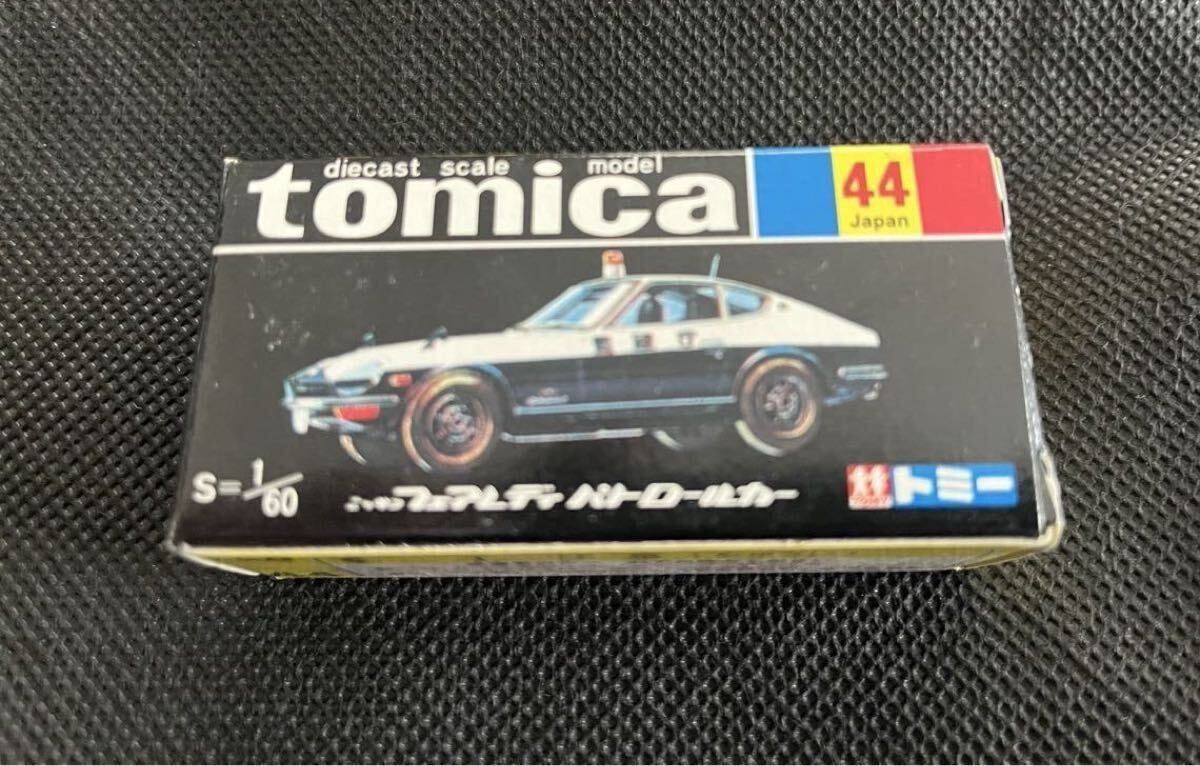 diecast scale model
tomica
44
Japan
S=1/60
ニッサン フェアレディ パトロールカー
トミー